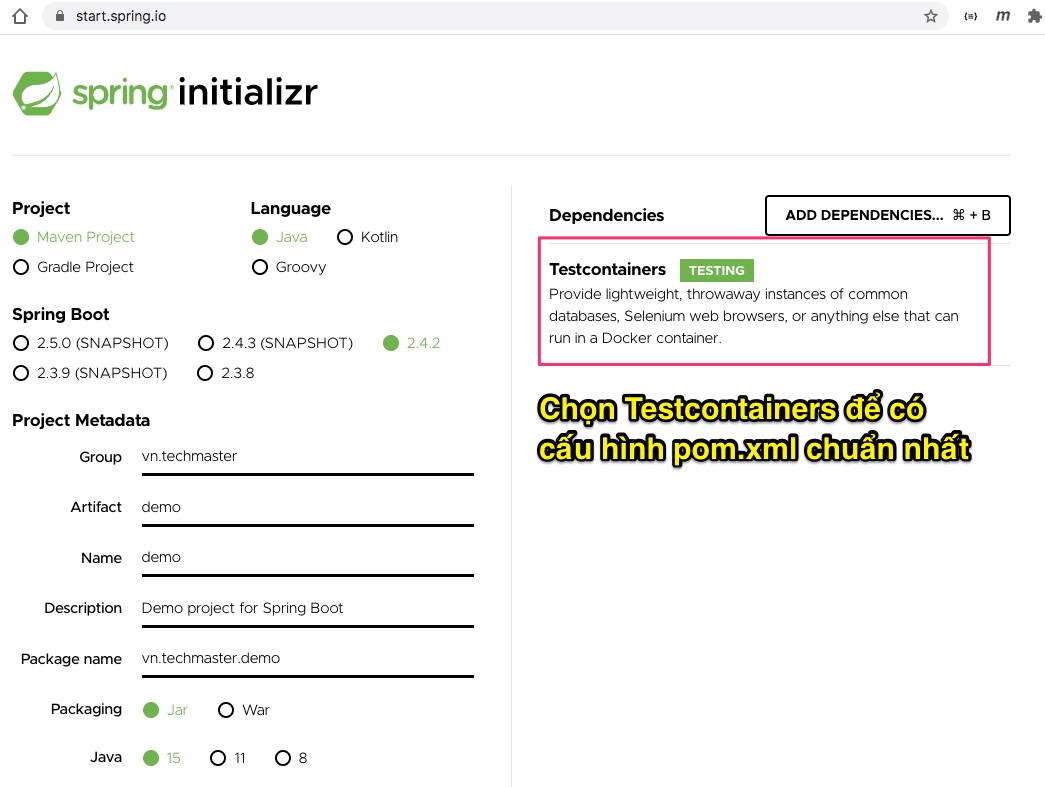 start.spring.io
spring initializr
Project
Maven Project
Gradle Project
Language
Java
Kotlin
Groovy
Spring Boot
2.5.0 (SNAPSHOT)
2.4.3 (SNAPSHOT)
2.4.2
2.3.9 (SNAPSHOT)
2.3.8
Project Metadata
Group
vn.techmaster
Artifact
demo
Name
demo
Description
Demo project for Spring Boot
Package name
vn.techmaster.demo
Packaging
Jar
War
Java
15
11
8
Dependencies
ADD DEPENDENCIES... ⌘ + B
Testcontainers TESTING
Provide lightweight, throwaway instances of common
databases, Selenium web browsers, or anything else that can
run in a Docker container.
Chọn Testcontainers để có
cấu hình pom.xml chuẩn nhất